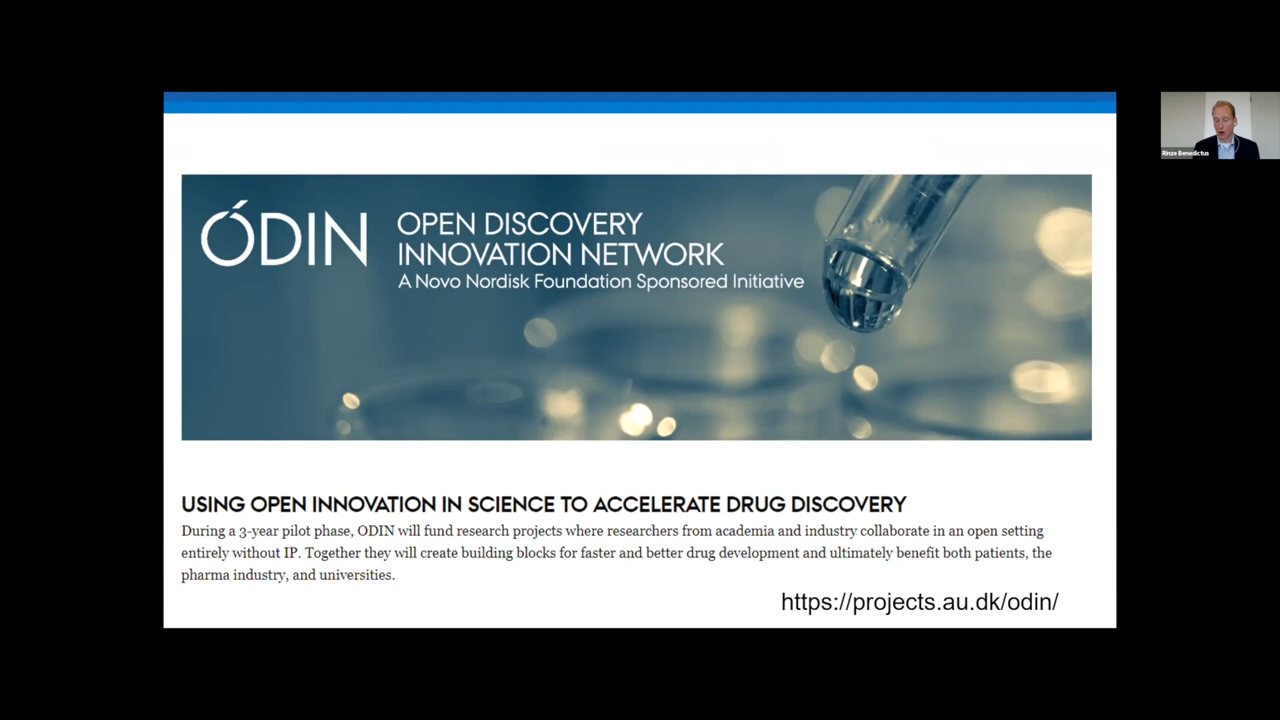 ÓDIN
OPEN DISCOVERY
INNOVATION NETWORK
A Novo Nordisk Foundation Sponsored Initiative
Rinze Benedictus
USING OPEN INNOVATION IN SCIENCE TO ACCELERATE DRUG DISCOVERY
During a 3-year pilot phase, ODIN will fund research projects where researchers from academia and industry collaborate in an open setting
entirely without IP. Together they will create building blocks for faster and better drug development and ultimately benefit both patients, the
pharma industry, and universities.
https://projects.au.dk/odin/